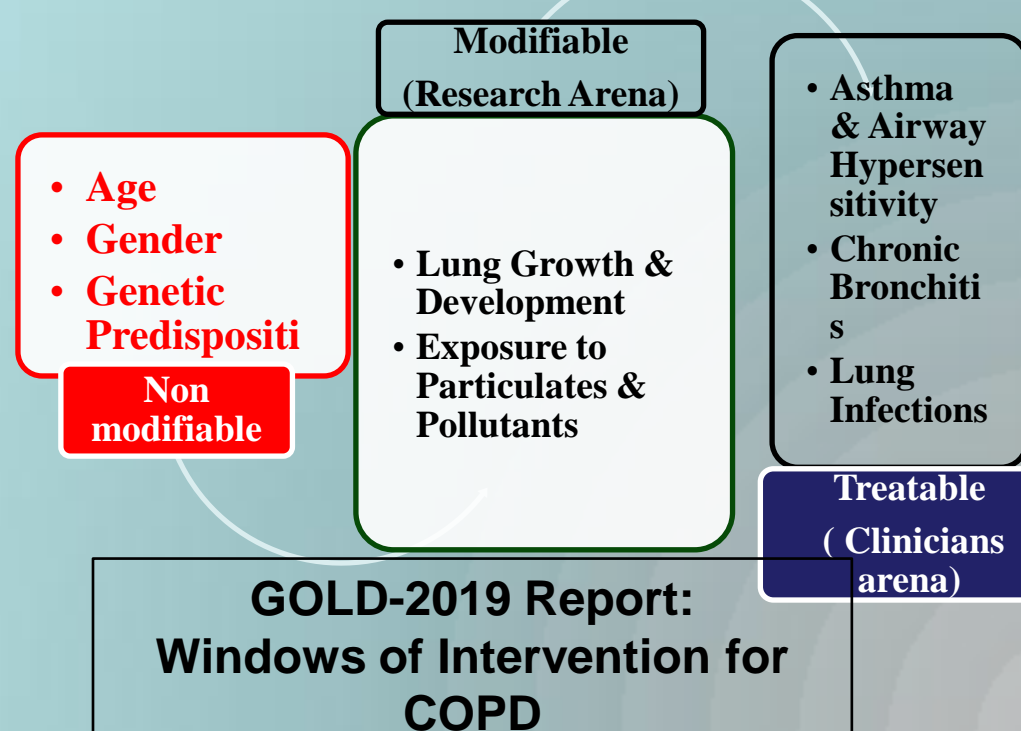 • Age
• Gender
• Genetic
Predispositi
Non
modifiable
Modifiable
(Research Arena)
• Lung Growth &
Development
• Exposure to
Particulates &
Pollutants
• Asthma
& Airway
Hypersen
sitivity
• Chronic
Bronchiti
s
• Lung
Infections
Treatable
( Clinicians
arena)
GOLD-2019 Report:
Windows of Intervention for
COPD